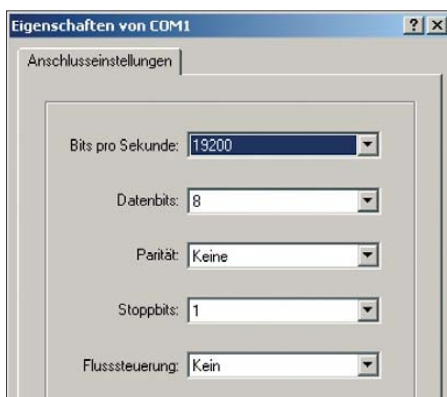 Eigenschaften von COM1
Anschlusseinstellungen
Bits pro Sekunde: 19200
Datenbits: 8
Parität: Keine
Stoppbits: 1
Flusssteuerung: Kein